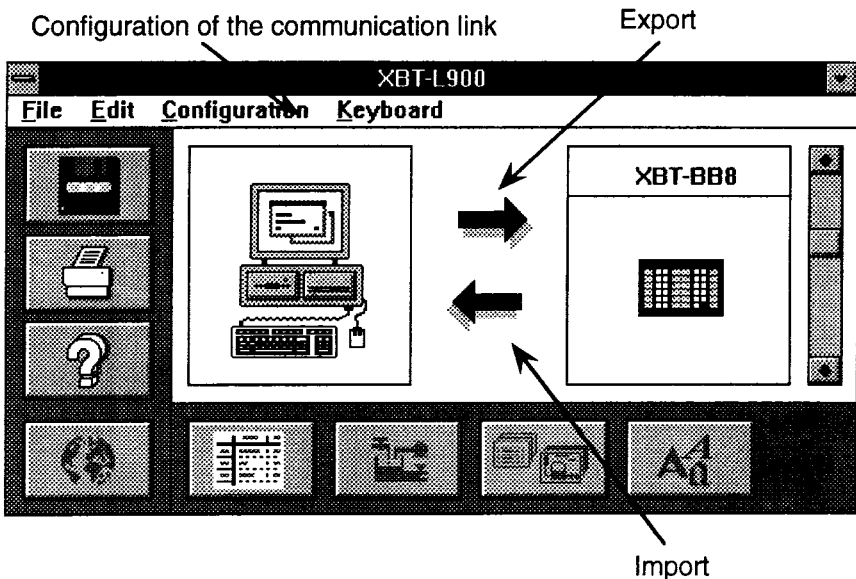 Configuration of the communication link
Export
XBT-L900
File Edit Configuration Keyboard
XBT-BB8
Import